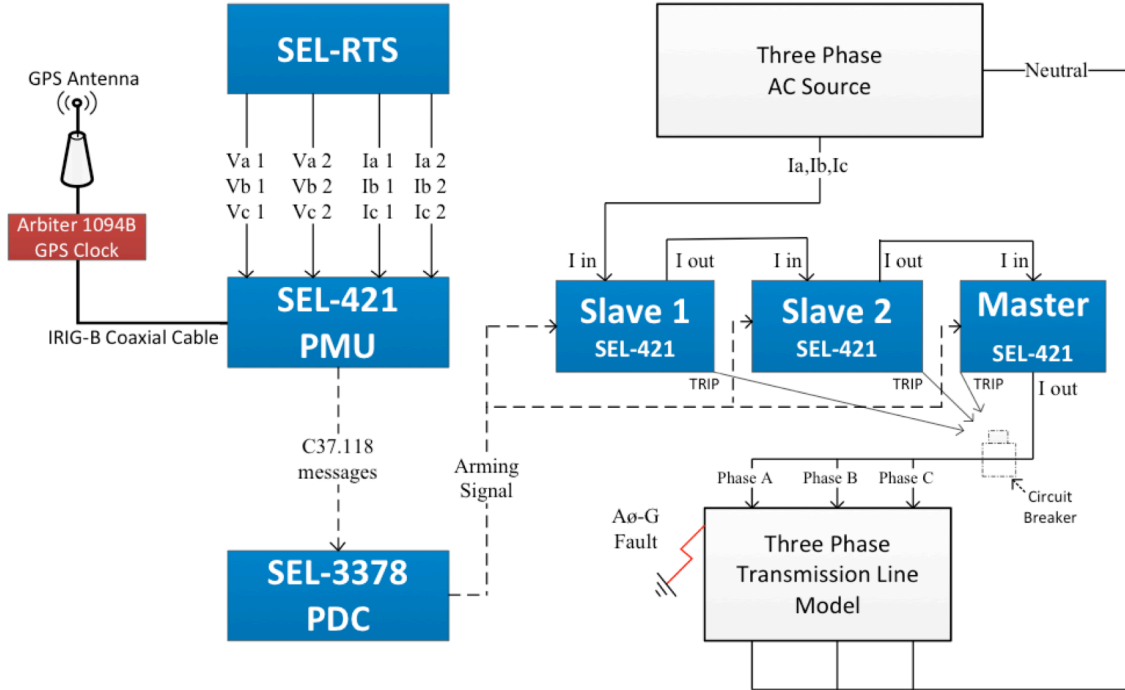 SEL-RTS
GPS Antenna
Arbiter 1094B
GPS Clock
IRIG-B Coaxial Cable
Va 1
Vb 1
Vc 1
Va 2
Vb 2
Vc 2
Ia 1
Ib 1
Ic 1
Ia 2
Ib 2
Ic 2
SEL-421
PMU
C37.118
messages
SEL-3378
PDC
Arming
Signal
Three Phase
AC Source
Neutral
Ia,Ib,Ic
I in
I out
I in
I out
I in
Slave 1
SEL-421
Slave 2
SEL-421
Master
SEL-421
TRIP
TRIP
TRIP
I out
Circuit
Breaker
Phase A
Phase B
Phase C
Aø-G
Fault
Three Phase
Transmission Line
Model